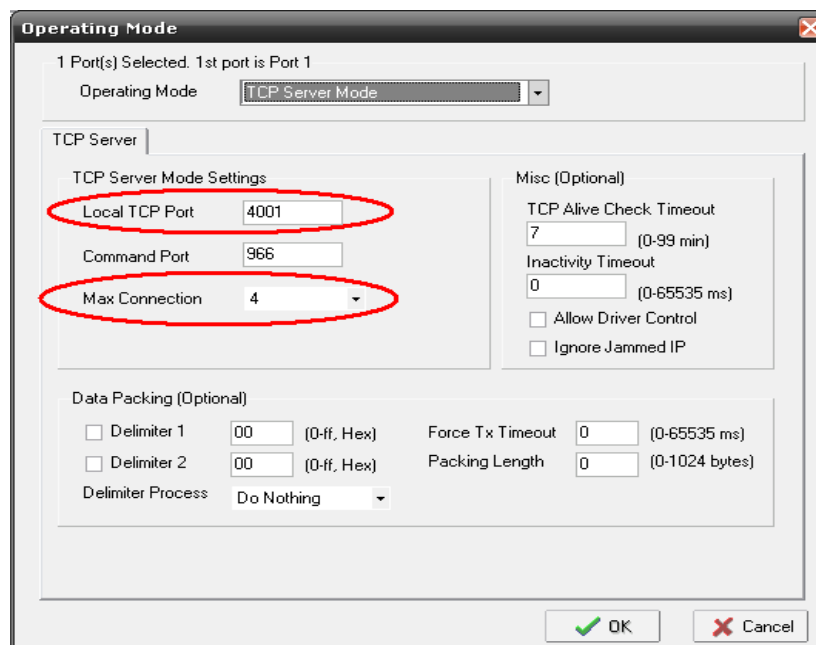 Operating Mode
1 Port(s) Selected. 1st port is Port 1
Operating Mode TCP Server Mode
TCP Server
TCP Server Mode Settings
Local TCP Port 4001
Command Port 966
Max Connection 4
Misc (Optional)
TCP Alive Check Timeout
7 (0-99 min)
Inactivity Timeout
0 (0-65535 ms)
Allow Driver Control
Ignore Jammed IP
Data Packing (Optional)
Delimiter 1 00 (0-ff, Hex) Force Tx Timeout 0 (0-65535 ms)
Delimiter 2 00 (0-ff, Hex) Packing Length 0 (0-1024 bytes)
Delimiter Process Do Nothing
OK Cancel